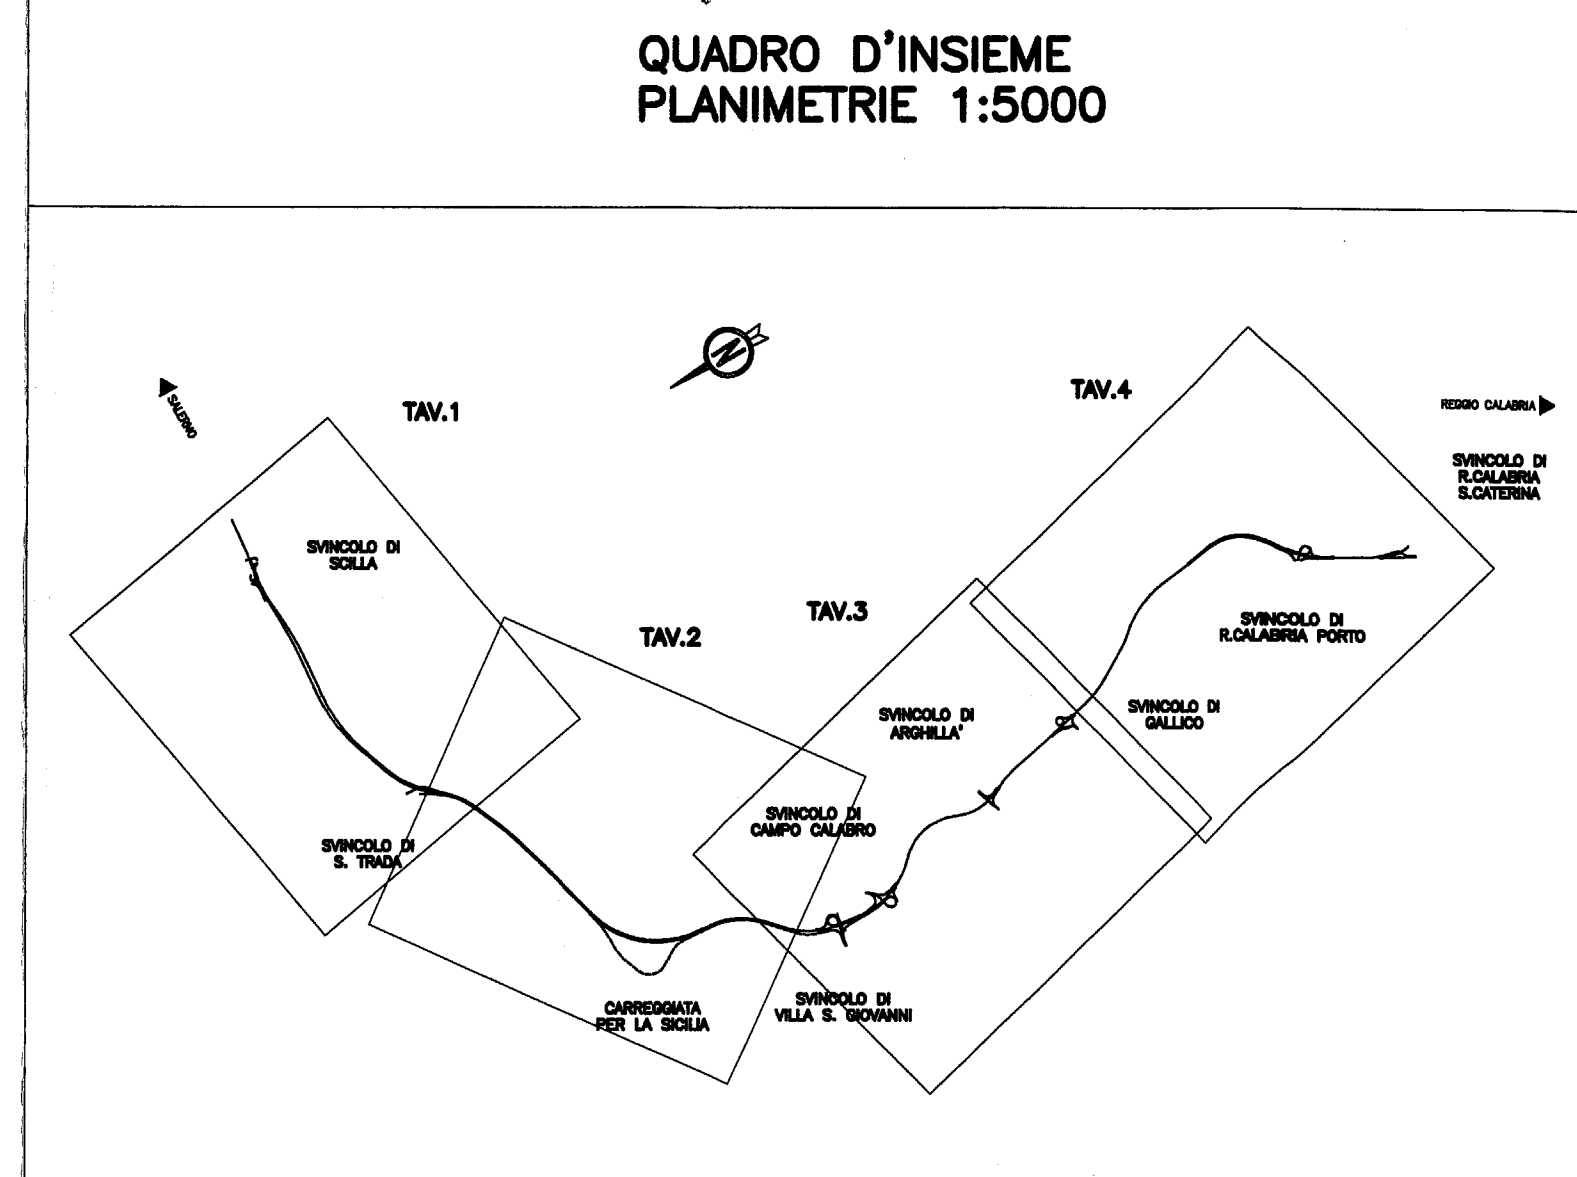 QUADRO D'INSIEME
PLANIMETRIE 1:5000
N
SALERNO
TAV.1
TAV.4
REGGIO CALABRIA
SVINCOLO DI
R.CALABRIA
S.CATERINA
SVINCOLO DI
SCILLA
TAV.2
TAV.3
SVINCOLO DI
R.CALABRIA PORTO
SVINCOLO DI
ARGHILLA'
SVINCOLO DI
GALLICO
SVINCOLO DI
CAMPO CALABRO
SVINCOLO DI
S. TRADA
CARREGGIATA
PER LA SICILIA
SVINCOLO DI
VILLA S. GIOVANNI